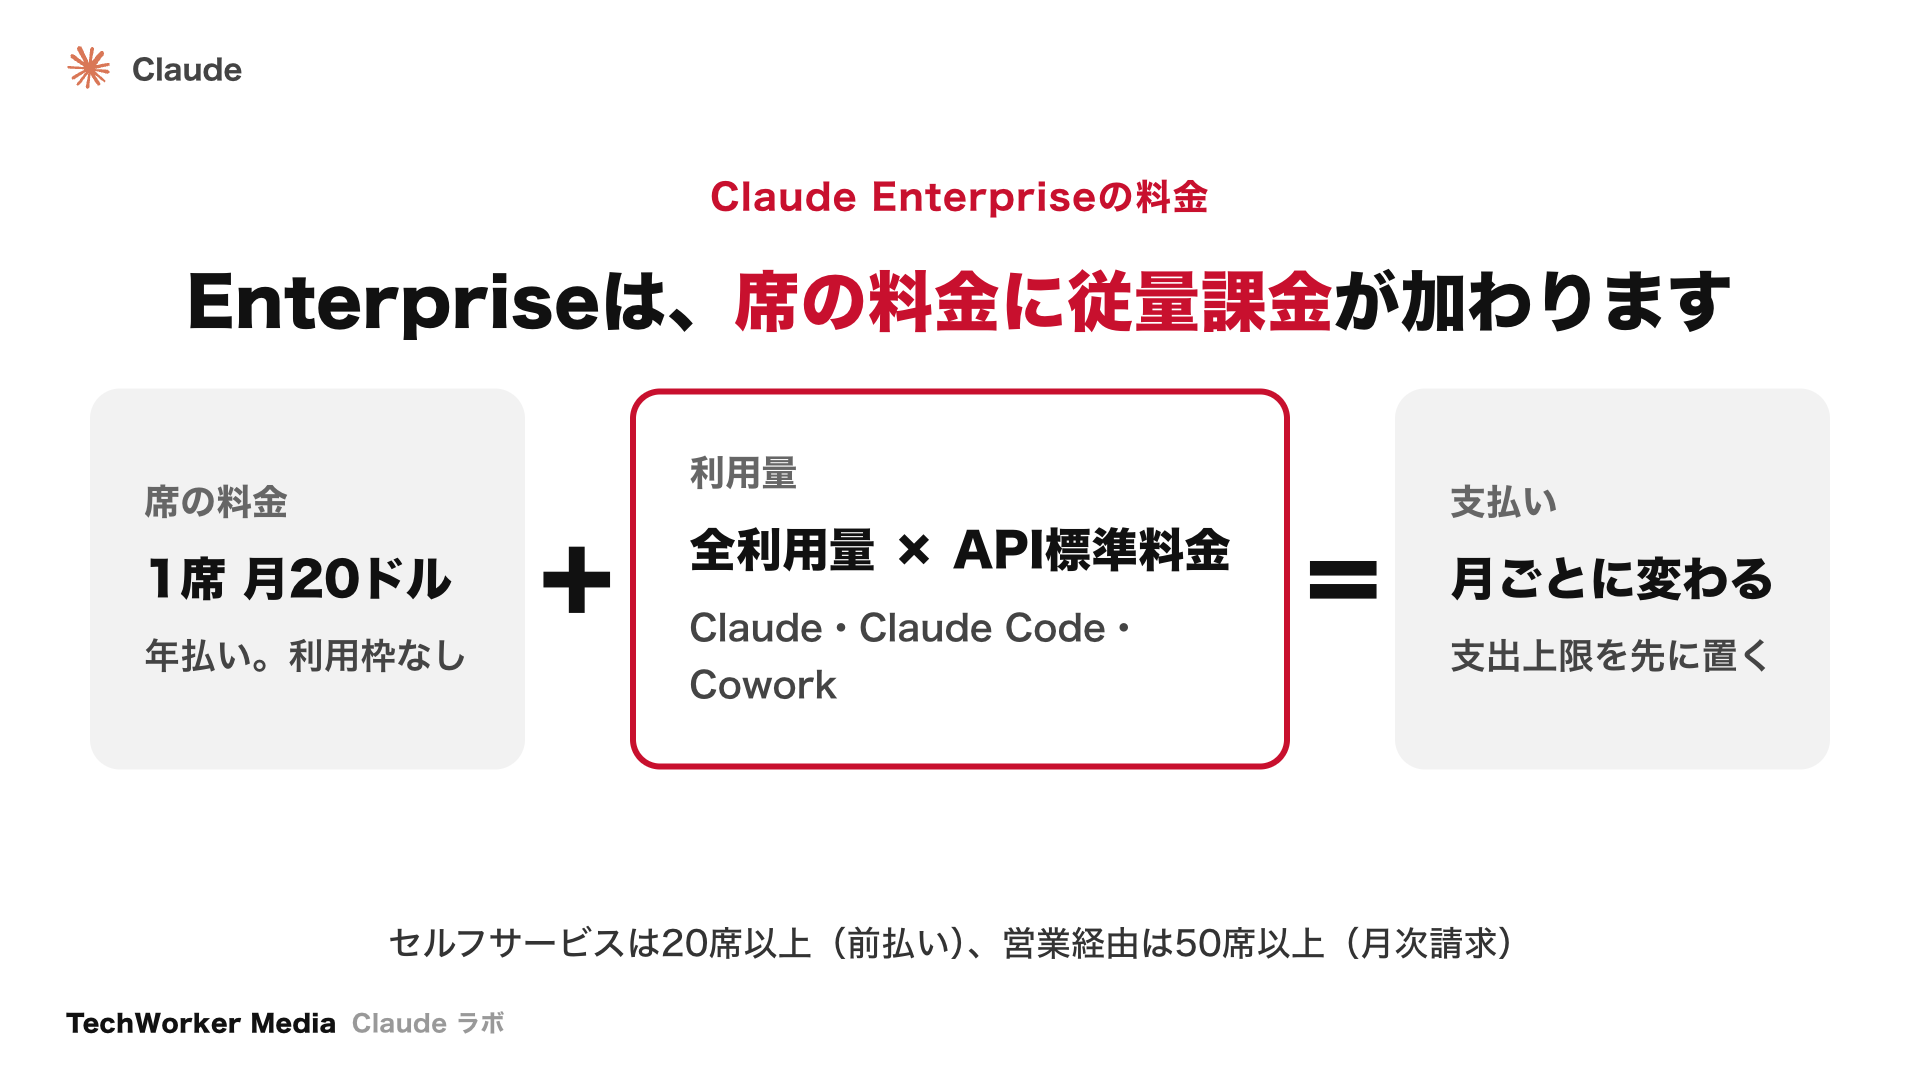 Claude
Claude Enterpriseの料金
Enterpriseは、席の料金に従量課金が加わります
席の料金
1席 月20ドル
年払い。利用枠なし
+
利用量
全利用量 × API標準料金
Claude・Claude Code・
Cowork
=
支払い
月ごとに変わる
支出上限を先に置く
セルフサービスは20席以上（前払い）、営業経由は50席以上（月次請求）
TechWorker Media Claude ラボ